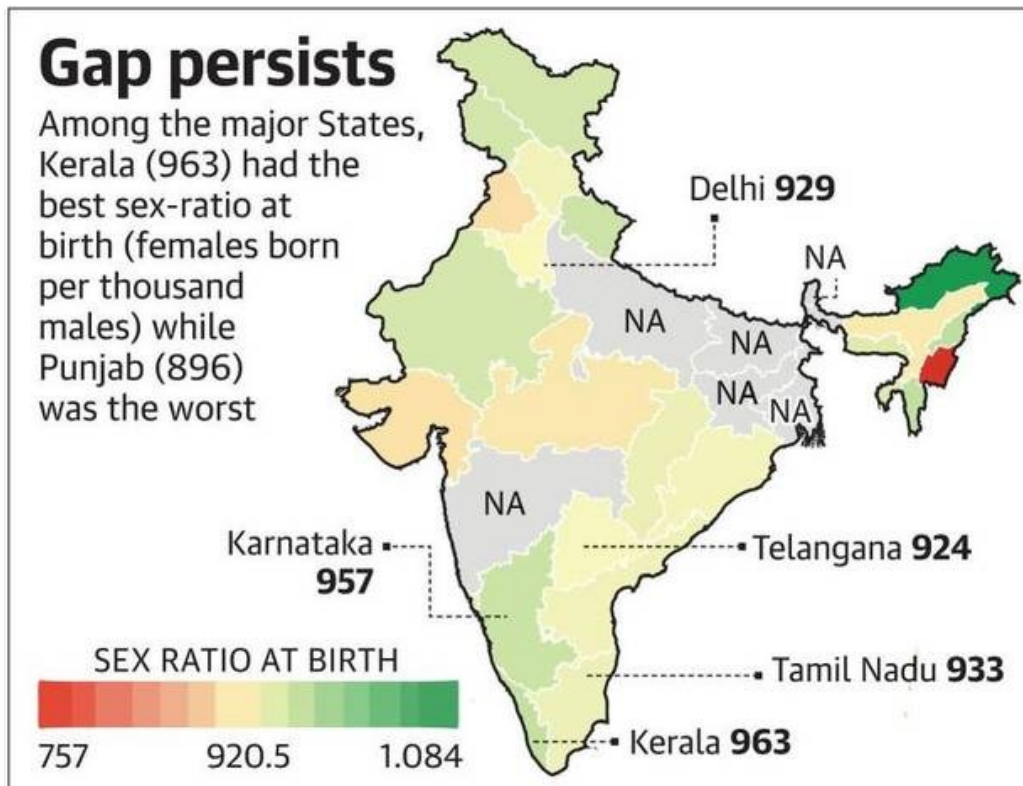 Gap persists
Among the major States,
Kerala (963) had the
best sex-ratio at
birth (females born
per thousand
males) while
Punjab (896)
was the worst
Delhi 929
NA
NA
NA
NA
NA
NA
Karnataka
957
Telangana 924
Tamil Nadu 933
Kerala 963
SEX RATIO AT BIRTH
757 920.5 1.084